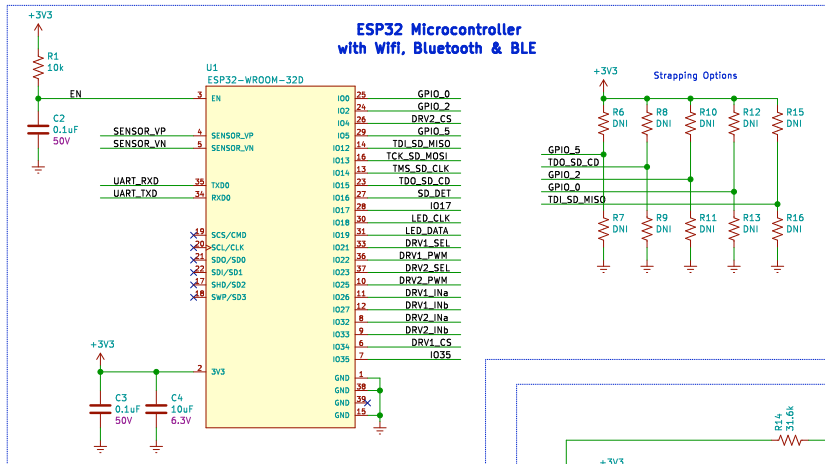 ESP32 Microcontroller
with Wifi, Bluetooth & BLE
+3V3
R1
10k
EN
C2
0.1uF
50V
U1
ESP32-WROOM-32D
SENSOR_VP
SENSOR_VN
UART_RXD
UART_TXD
3 EN
4 SENSOR_VP
5 SENSOR_VN
35 TXD0
34 RXD0
19 SCS/CMD
20 SCL/CLK
21 SDO/SD0
22 SDI/SD1
17 SHD/SD2
18 SWP/SD3
2 3V3
IO0 25 GPIO_0
IO2 24 GPIO_2
IO4 26 DRV2_CS
IO5 29 GPIO_5
IO12 14 TDI_SD_MISO
IO13 16 TCK_SD_MOSI
IO14 13 TMS_SD_CLK
IO15 23 TDO_SD_CD
IO16 27 SD_DET
IO17 28 IO17
IO18 30 LED_CLK
IO19 31 LED_DATA
IO21 33 DRV1_SEL
IO22 36 DRV1_PWM
IO23 37 DRV2_SEL
IO25 10 DRV2_PWM
IO26 11 DRV1_INa
IO27 12 DRV1_INb
IO32 8 DRV2_INa
IO33 9 DRV2_INb
IO34 6 DRV1_CS
IO35 7 IO35
GND 1
GND 38
GND 39
GND 15
+3V3
C3
0.1uF
50V
C4
10uF
6.3V
Strapping Options
+3V3
R6
DNI
R8
DNI
R10
DNI
R12
DNI
R15
DNI
GPIO_5
TDO_SD_CD
GPIO_2
GPIO_0
TDI_SD_MISO
R7
DNI
R9
DNI
R11
DNI
R13
DNI
R16
DNI
R14
31.6k
+3V3